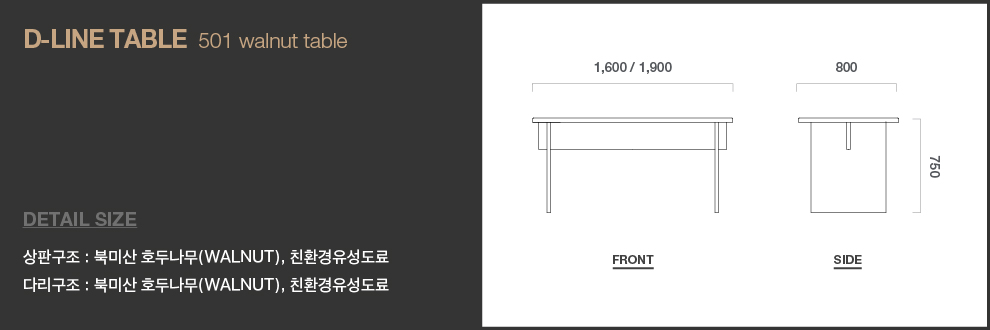 D-LINE TABLE 501 walnut table
DETAIL SIZE
상판구조 : 북미산 호두나무(WALNUT), 친환경유성도료
다리구조 : 북미산 호두나무(WALNUT), 친환경유성도료
1,600 / 1,900
800
750
FRONT
SIDE